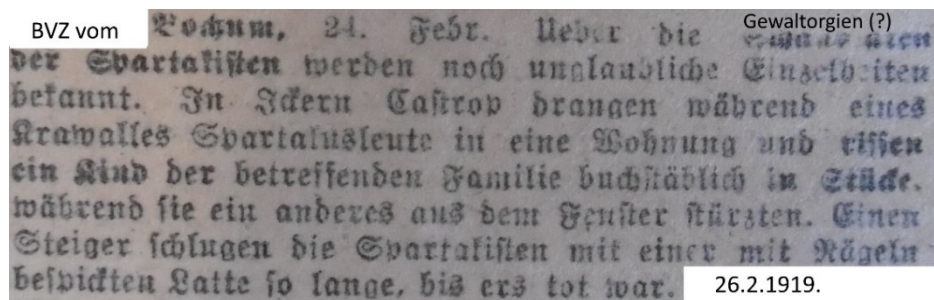 BVZ vom Bochum, 24. Febr. Ueber die Gewaltorgien (?)
der Spartakisten werden noch unglaubliche Einzelheiten
bekannt. In Ickern Castrop drangen während eines
Krawalles Spartakusleute in eine Wohnung und rissen
ein Kind der betreffenden Familie buchstäblich in Stücke,
während sie ein anderes aus dem Fenster stürzten. Einen
Steiger schlugen die Spartakisten mit einer mit Nägeln
bespickten Latte so lange, bis ers tot war. 26.2.1919.